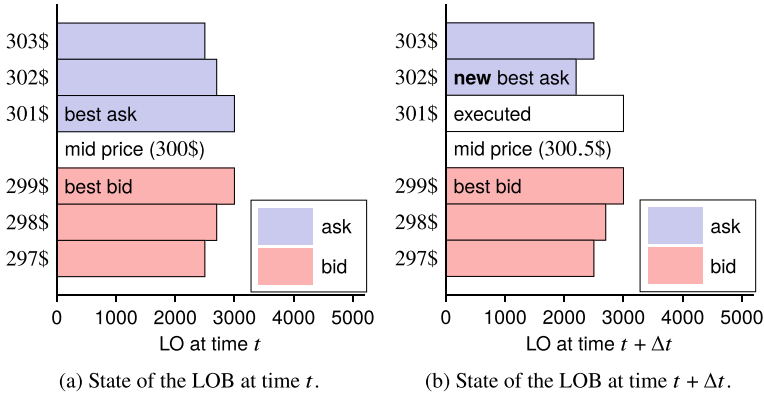 303$
302$
301$ best ask
mid price (300$)
299$ best bid
298$
297$
ask
bid
0 1000 2000 3000 4000 5000
LO at time t
(a) State of the LOB at time t.
303$
302$ new best ask
301$ executed
mid price (300.5$)
299$ best bid
298$
297$
ask
bid
0 1000 2000 3000 4000 5000
LO at time t + Δt
(b) State of the LOB at time t + Δt.